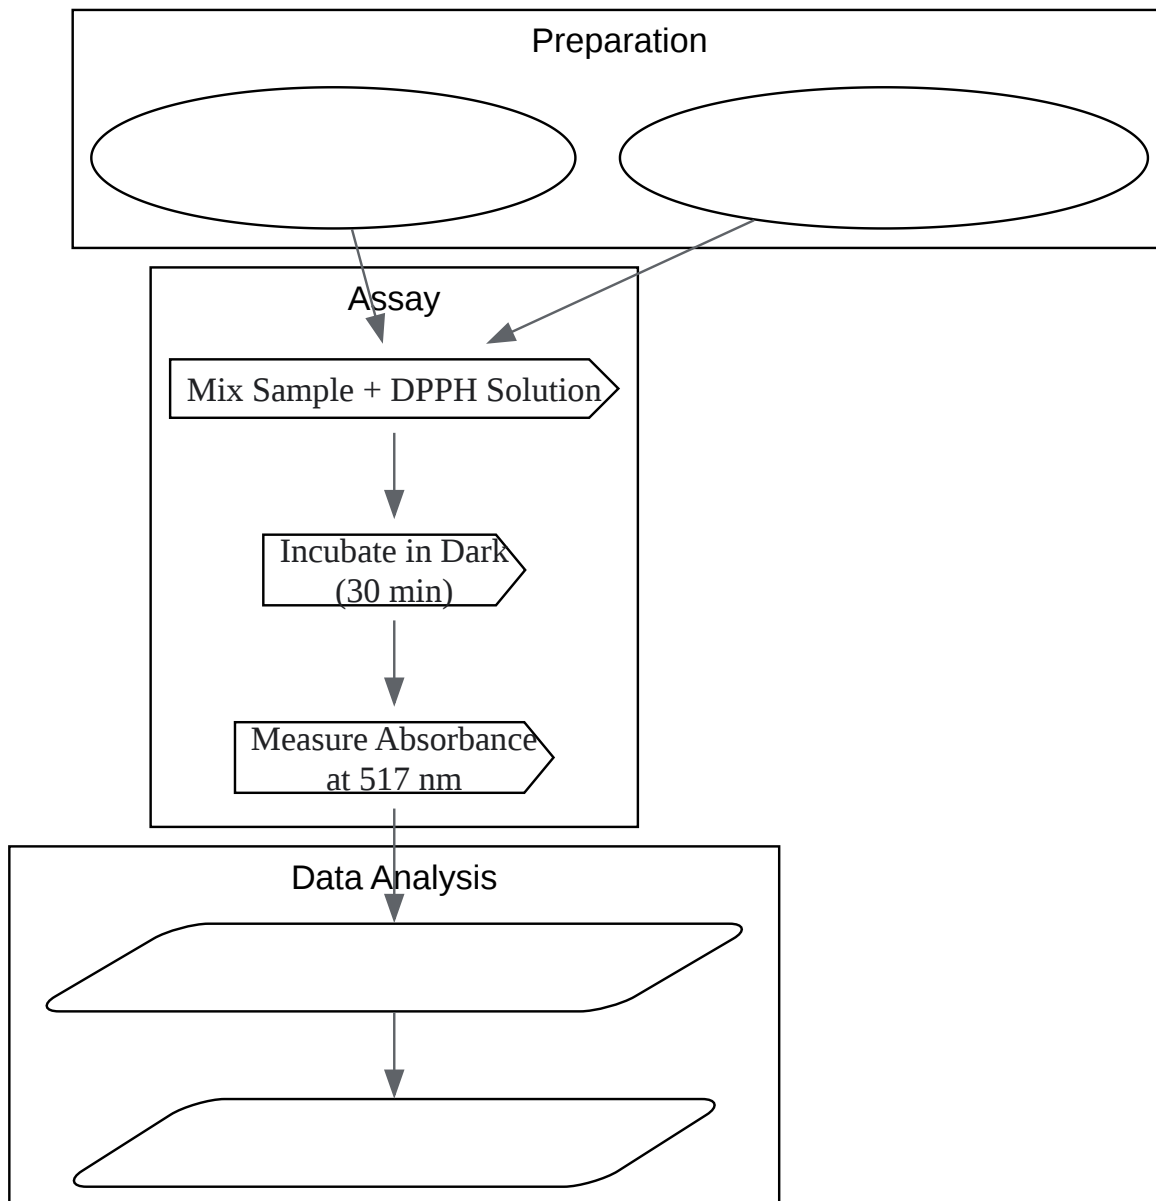 Preparation
Assay
Mix Sample + DPPH Solution
Incubate in Dark
(30 min)
Measure Absorbance
at 517 nm
Data Analysis